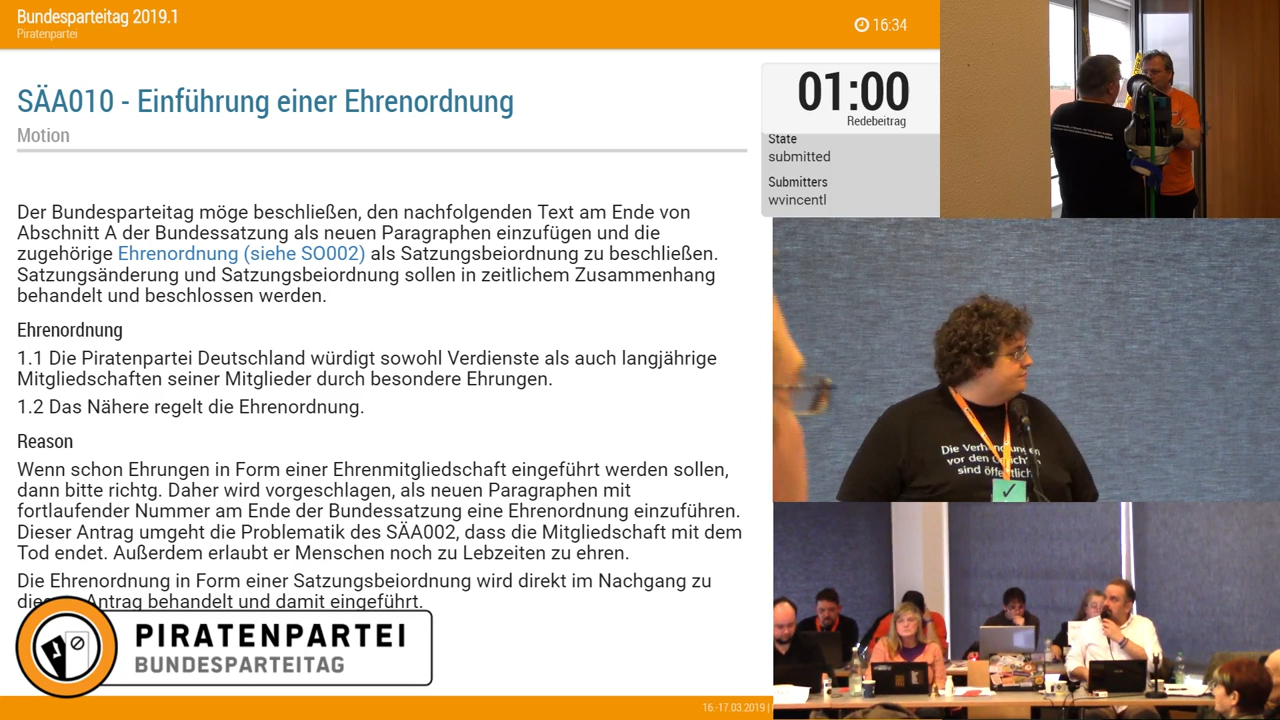 Bundesparteitag 2019.1
Piratenpartei
16:34
SÄA010 - Einführung einer Ehrenordnung
Motion
01:00
Redebeitrag
State
submitted
Submitters
wvincentl
Der Bundesparteitag möge beschließen, den nachfolgenden Text am Ende von
Abschnitt A der Bundessatzung als neuen Paragraphen einzufügen und die
zugehörige Ehrenordnung (siehe SO002) als Satzungsbeiordnung zu beschließen.
Satzungsänderung und Satzungsbeiordnung sollen in zeitlichem Zusammenhang
behandelt und beschlossen werden.
Ehrenordnung
1.1 Die Piratenpartei Deutschland würdigt sowohl Verdienste als auch langjährige
Mitgliedschaften seiner Mitglieder durch besondere Ehrungen.
1.2 Das Nähere regelt die Ehrenordnung.
Reason
Wenn schon Ehrungen in Form einer Ehrenmitgliedschaft eingeführt werden sollen,
dann bitte richtg. Daher wird vorgeschlagen, als neuen Paragraphen mit
fortlaufender Nummer am Ende der Bundessatzung eine Ehrenordnung einzuführen.
Dieser Antrag umgeht die Problematik des SÄA002, dass die Mitgliedschaft mit dem
Tod endet. Außerdem erlaubt er Menschen noch zu Lebzeiten zu ehren.
Die Ehrenordnung in Form einer Satzungsbeiordnung wird direkt im Nachgang zu
Antrag behandelt und damit eingeführt.
PIRATENPARTEI
BUNDESPARTEITAG
16.-17.03.2019 |
Die
vor den
sind öffentlich